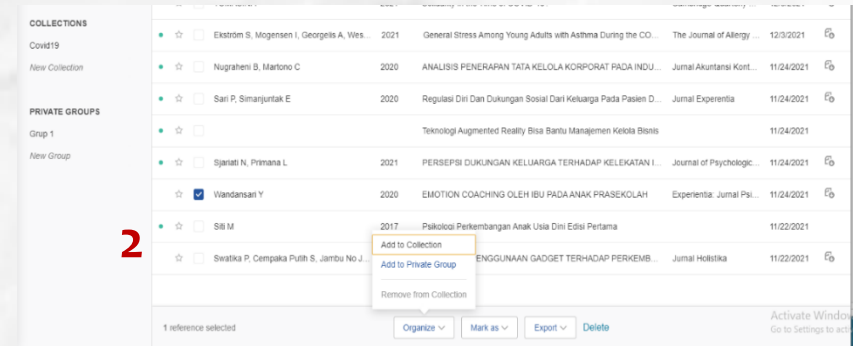 COLLECTIONS
Covid19
New Collection
PRIVATE GROUPS
Grup 1
New Group
2
Ekström S, Mogensen I, Georgelis A, Wes... 2021 General Stress Among Young Adults with Asthma During the CO... The Journal of Allergy ... 12/3/2021
Nugraheni B, Martono C 2020 ANALISIS PENERAPAN TATA KELOLA KORPORAT PADA INDU... Jurnal Akuntansi Kont... 11/24/2021
Sari P, Simanjuntak E 2020 Regulasi Diri Dan Dukungan Sosial Dari Keluarga Pada Pasien D... Jurnal Experentia 11/24/2021
Teknologi Augmented Reality Bisa Bantu Manajemen Kelola Bisnis 11/24/2021
Sjariati N, Primana L 2021 PERSEPSI DUKUNGAN KELUARGA TERHADAP KELEKATAN I... Journal of Psychologic... 11/24/2021
Wandansari Y 2020 EMOTION COACHING OLEH IBU PADA ANAK PRASEKOLAH Experientia: Jurnal Psi... 11/24/2021
Siti M 2017 Psikologi Perkembangan Anak Usia Dini Edisi Pertama 11/22/2021
Swatika P, Cempaka Putih S, Jambu No J... ENGGUNAAN GADGET TERHADAP PERKEMB... Jurnal Holistika 11/22/2021
Add to Collection
Add to Private Group
Remove from Collection
1 reference selected Organize Mark as Export Delete
Activate Window
Go to Settings to acti